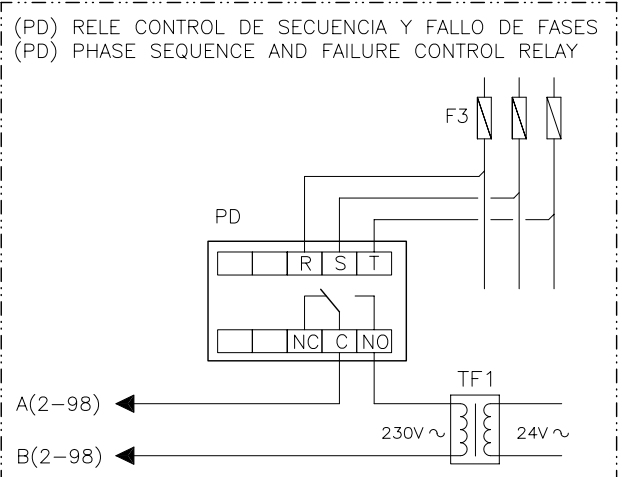 (PD) RELE CONTROL DE SECUENCIA Y FALLO DE FASES
(PD) PHASE SEQUENCE AND FAILURE CONTROL RELAY
F3
PD
R S T
NC C NO
TF1
A(2-98)
230V ~ 24V ~
B(2-98)